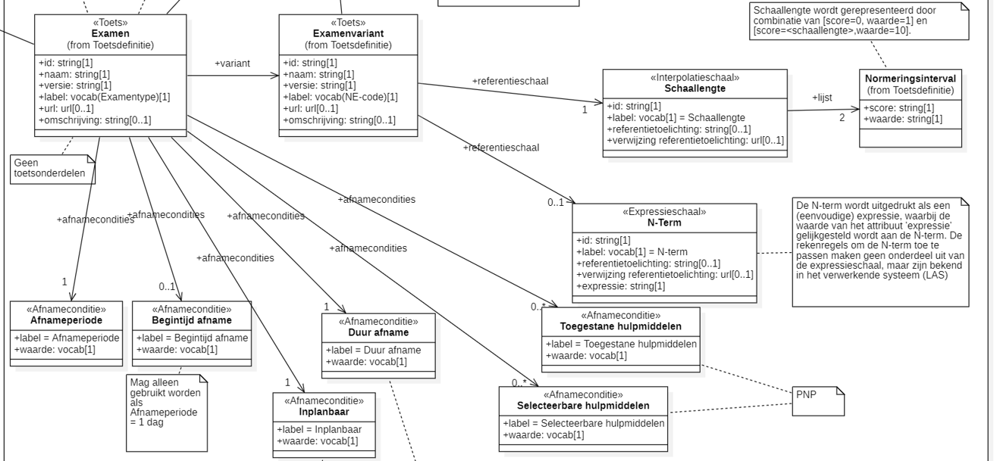 «Toets»
Examen
(from Toetsdefinitie)
+id: string[1]
+naam: string[1]
+versie: string[1]
+label: vocab(Examentype)[1]
+url: url[0..1]
+omschrijving: string[0..1]
+variant
«Toets»
Examenvariant
(from Toetsdefinitie)
+id: string[1]
+naam: string[1]
+versie: string[1]
+label: vocab(NE-code)[1]
+url: url[0..1]
+omschrijving: string[0..1]
Schaallengte wordt gerepresenteerd door
combinatie van [score=0, waarde=1] en
[score=<schaallengte>,waarde=10].
+referentieschaal
1
«Interpolatieschaal»
Schaallengte
+id: string[1]
+label: vocab[1] = Schaallengte
+referentietoelichting: string[0..1]
+verwijzing referentietoelichting: url[0..1]
+lijst
2
Normeringsinterval
(from Toetsdefinitie)
+score: string[1]
+waarde: string[1]
Geen
toetsonderdelen
+referentieschaal
0..1
«Expressieschaal»
N-Term
+id: string[1]
+label: vocab[1] = N-term
+referentietoelichting: string[0..1]
+verwijzing referentietoelichting: url[0..1]
+expressie: string[1]
De N-term wordt uitgedrukt als een
(eenvoudige) expressie, waarbij de
waarde van het attribuut 'expressie'
gelijkgesteld wordt aan de N-term. De
rekenregels om de N-term toe te
passen maken geen onderdeel uit van
de expressieschaal, maar zijn bekend
in het verwerkende systeem (LAS)
+afnamecondities
+afnamecondities
+afnamecondities
+afnamecondities
+afnamecondities
+afnamecondities
1
«Afnameconditie»
Afnameperiode
+label = Afnameperiode
+waarde: vocab[1]
0..1
«Afnameconditie»
Begintijd afname
+label = Begintijd afname
+waarde: vocab[1]
Mag alleen
gebruikt worden
als
Afnameperiode
= 1 dag
1
«Afnameconditie»
Inplanbaar
+label = Inplanbaar
+waarde: vocab[1]
1
«Afnameconditie»
Duur afname
+label = Duur afname
+waarde: vocab[1]
0..*
«Afnameconditie»
Toegestane hulpmiddelen
+label = Toegestane hulpmiddelen
+waarde: vocab[1]
0..*
«Afnameconditie»
Selecteerbare hulpmiddelen
+label = Selecteerbare hulpmiddelen
+waarde: vocab[1]
PNP